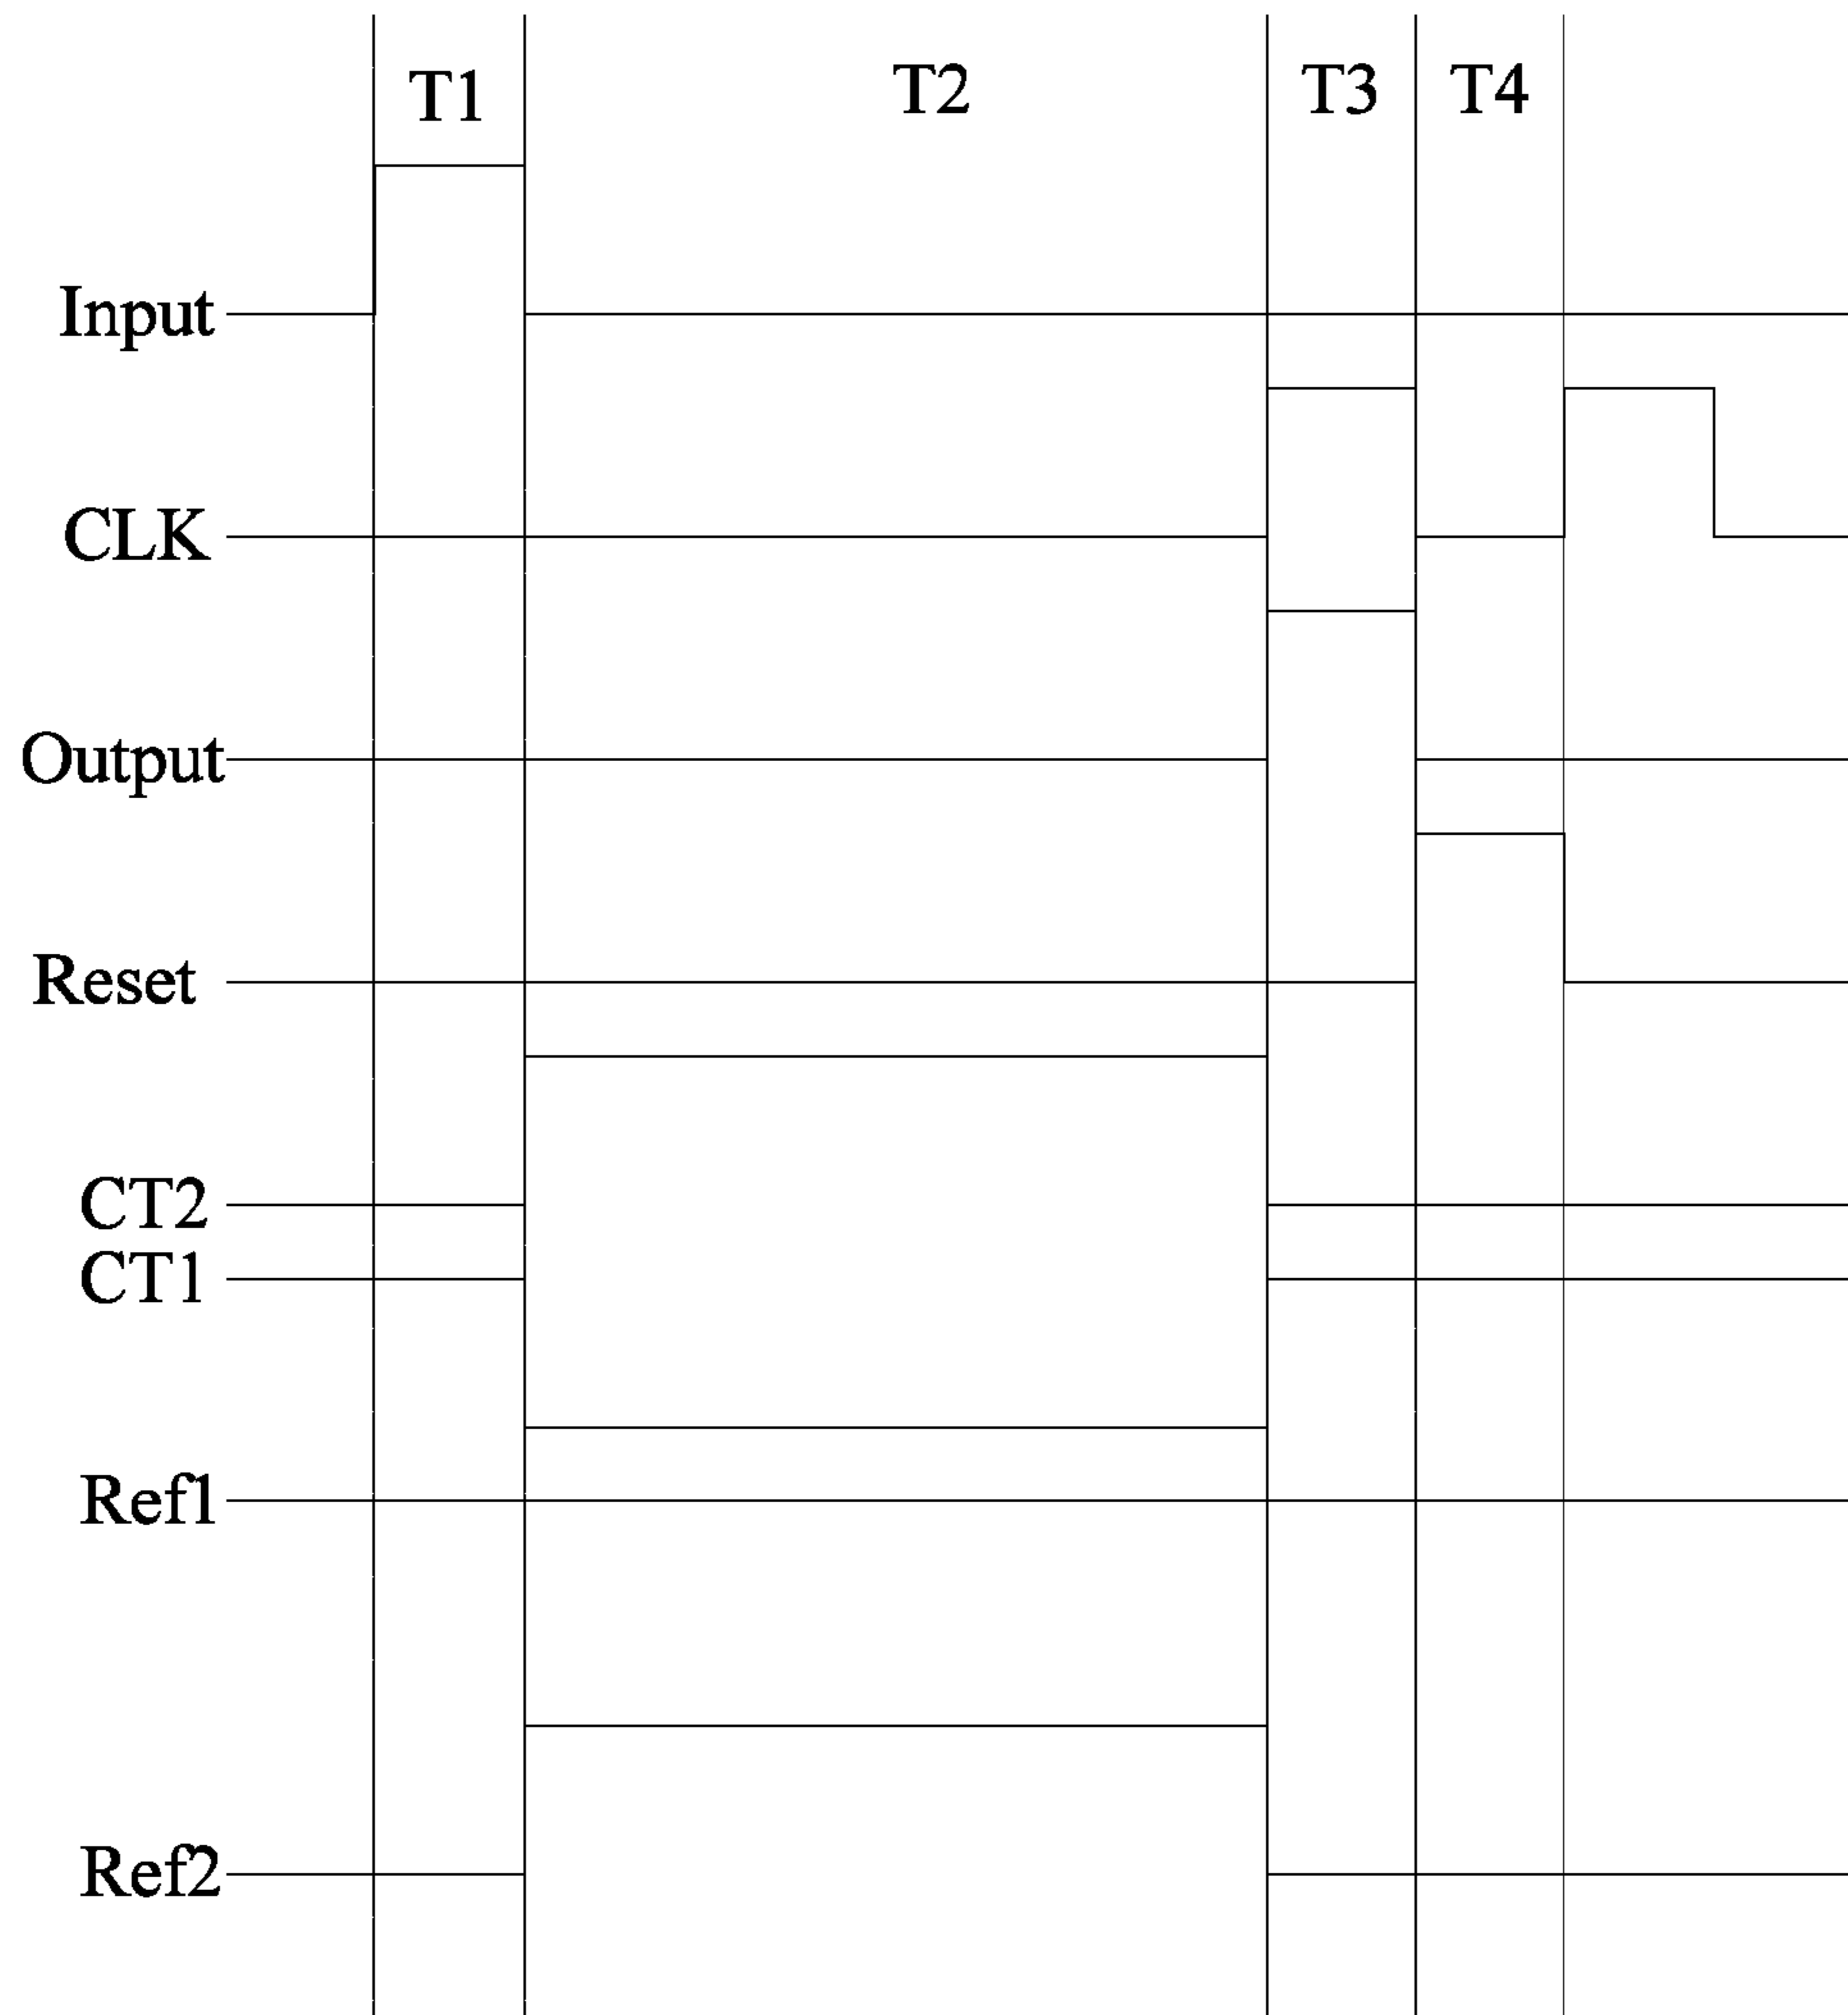 T1 T2 T3 T4
Input
CLK
Output
Reset
CT2
CT1
Ref1
Ref2